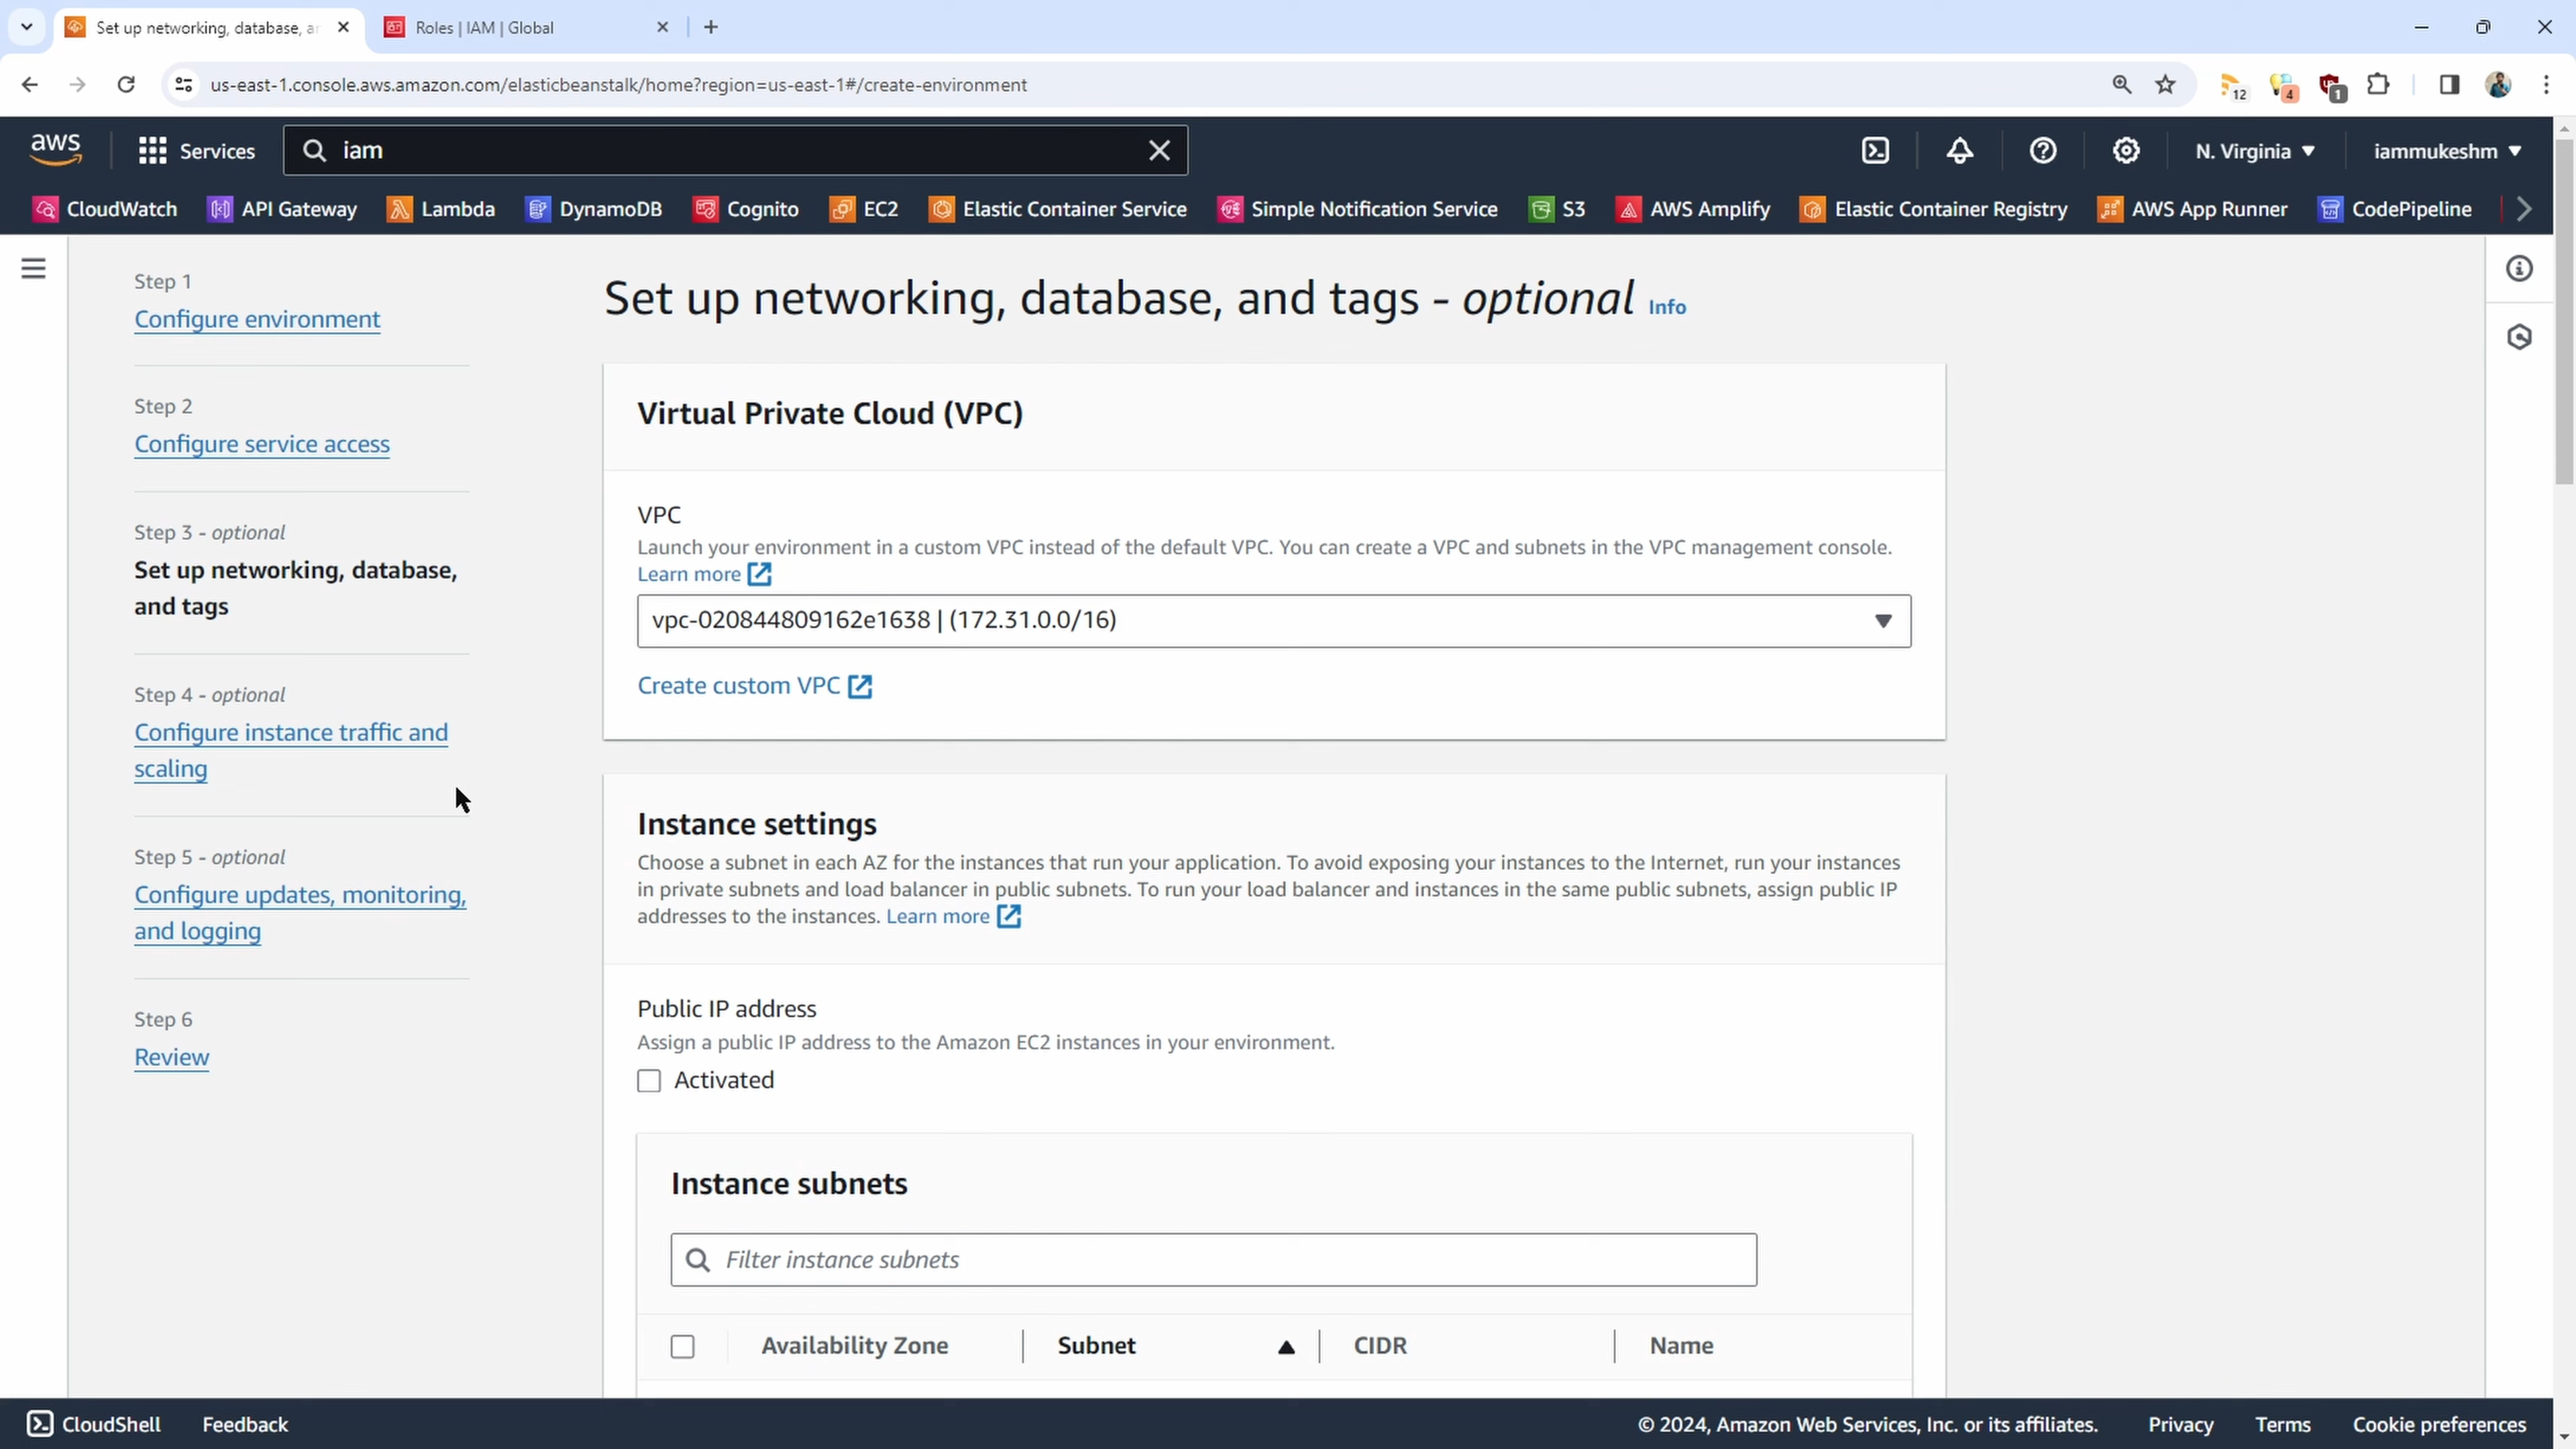 Set up networking, database, ar
Roles | IAM | Global
us-east-1.console.aws.amazon.com/elasticbeanstalk/home?region=us-east-1#/create-environment
12
4
1
aws
Services
iam
N. Virginia
iammukeshm
CloudWatch
API Gateway
Lambda
DynamoDB
Cognito
EC2
Elastic Container Service
Simple Notification Service
S3
AWS Amplify
Elastic Container Registry
AWS App Runner
CodePipeline
Step 1
Configure environment
Step 2
Configure service access
Step 3 - optional
Set up networking, database,
and tags
Step 4 - optional
Configure instance traffic and
scaling
Step 5 - optional
Configure updates, monitoring,
and logging
Step 6
Review
Set up networking, database, and tags - optional Info
Virtual Private Cloud (VPC)
VPC
Launch your environment in a custom VPC instead of the default VPC. You can create a VPC and subnets in the VPC management console.
Learn more
vpc-020844809162e1638 | (172.31.0.0/16)
Create custom VPC
Instance settings
Choose a subnet in each AZ for the instances that run your application. To avoid exposing your instances to the Internet, run your instances
in private subnets and load balancer in public subnets. To run your load balancer and instances in the same public subnets, assign public IP
addresses to the instances. Learn more
Public IP address
Assign a public IP address to the Amazon EC2 instances in your environment.
Activated
Instance subnets
Filter instance subnets
Availability Zone
Subnet
CIDR
Name
CloudShell
Feedback
© 2024, Amazon Web Services, Inc. or its affiliates.
Privacy
Terms
Cookie preferences